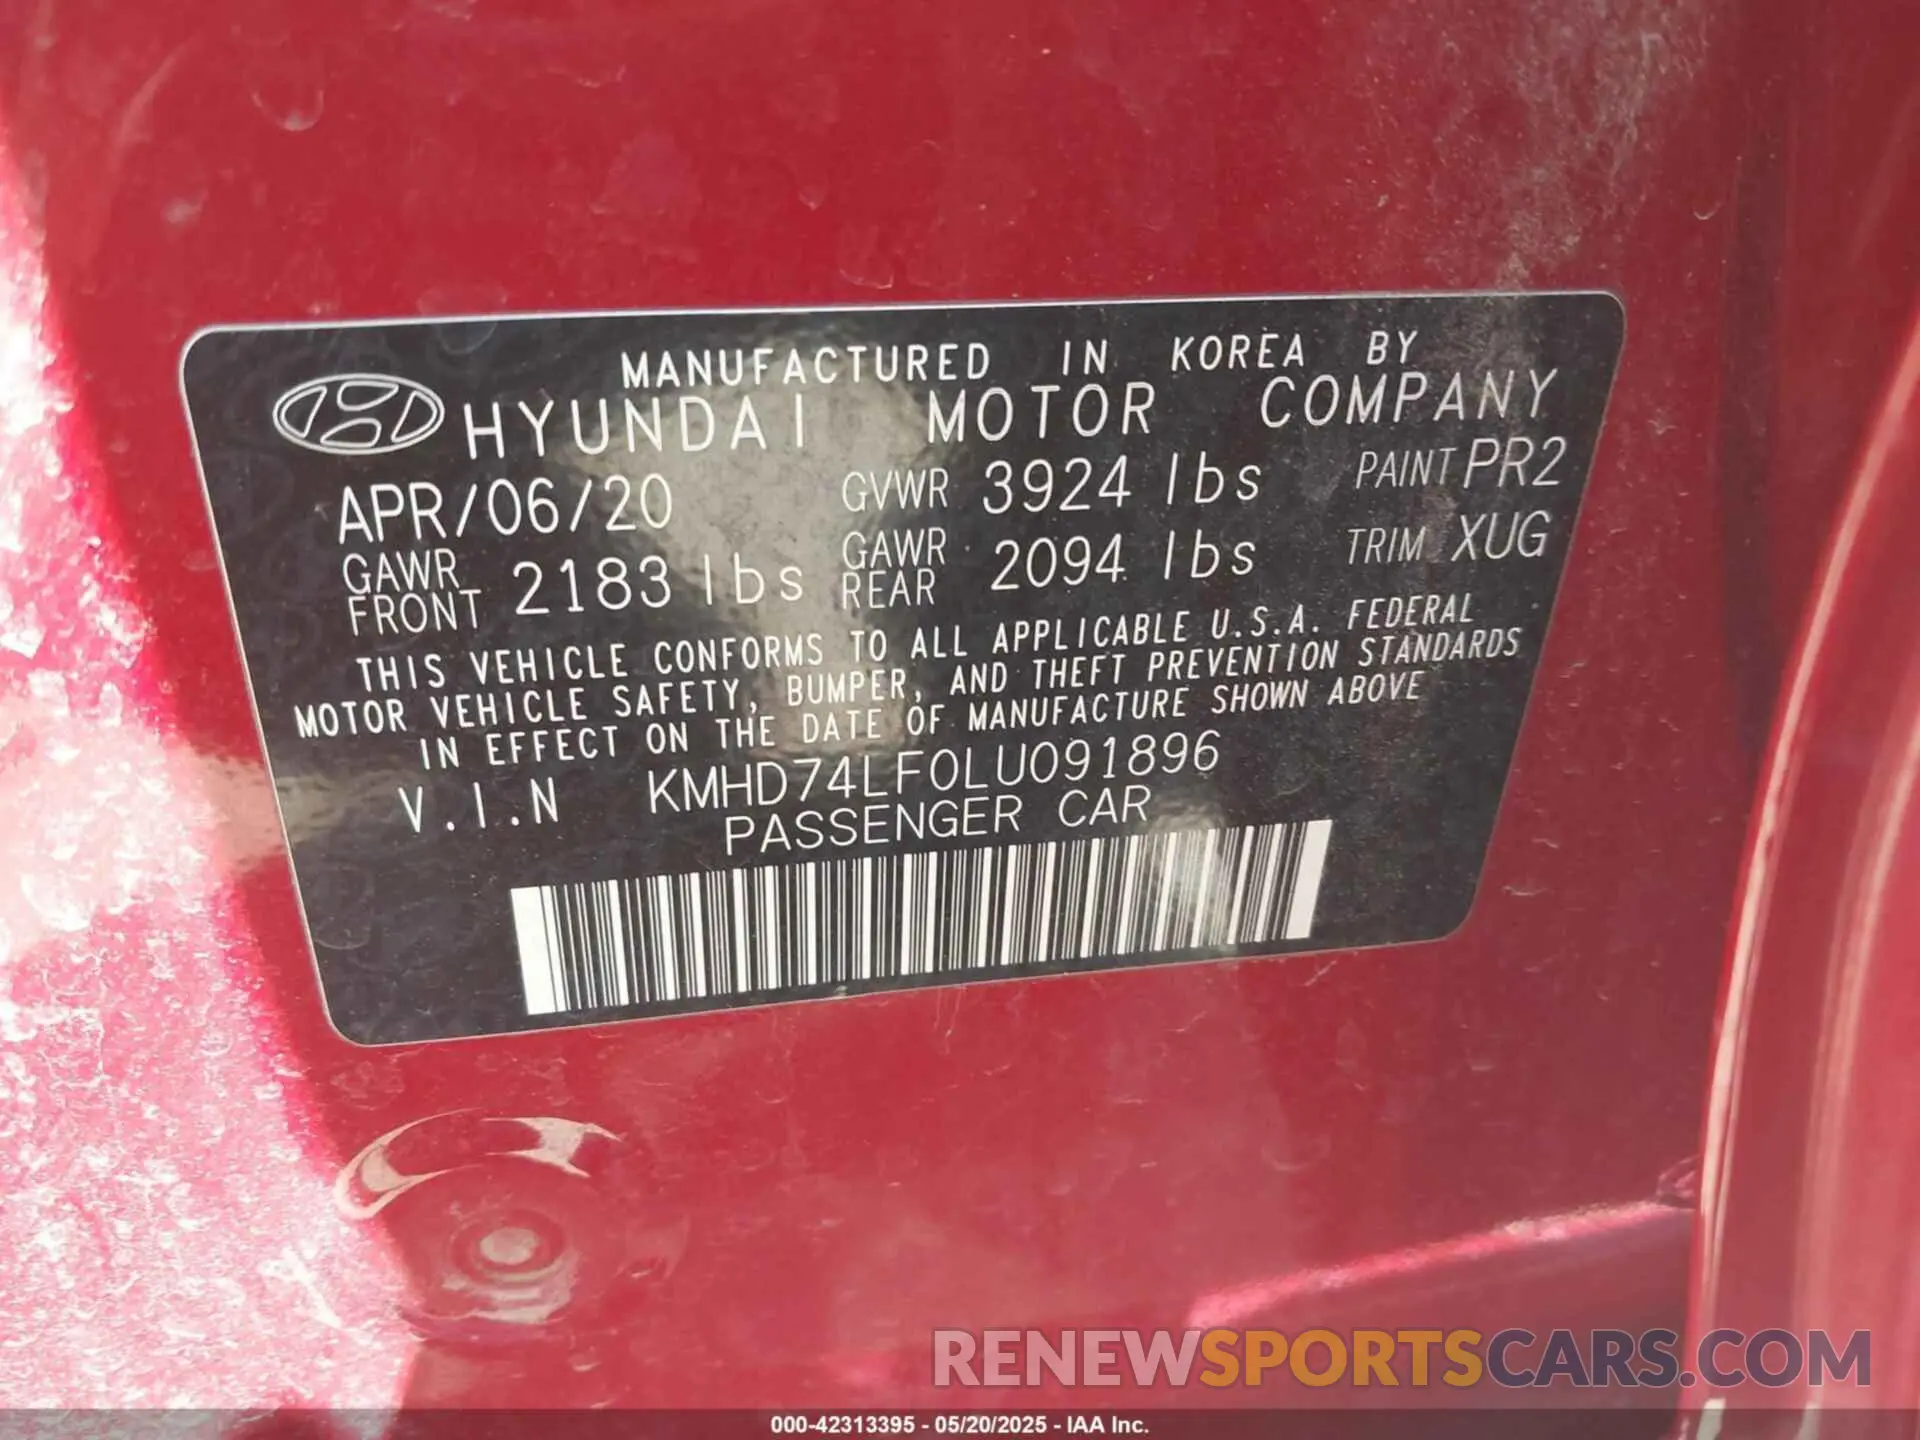 MANUFACTURED IN KOREA BY
HYUNDAI MOTOR COMPANY
APR/06/20 GVWR 3924 lbs PAINT PR2
GAWR FRONT 2183 lbs GAWR REAR 2094 lbs TRIM XUG
THIS VEHICLE CONFORMS TO ALL APPLICABLE U.S.A. FEDERAL
MOTOR VEHICLE SAFETY, BUMPER, AND THEFT PREVENTION STANDARDS
IN EFFECT ON THE DATE OF MANUFACTURE SHOWN ABOVE
V.I.N KMHD74LF0LU091896
PASSENGER CAR
RENEWSPORTSCARS.COM
000-42313395 - 05/20/2025 - IAA Inc.